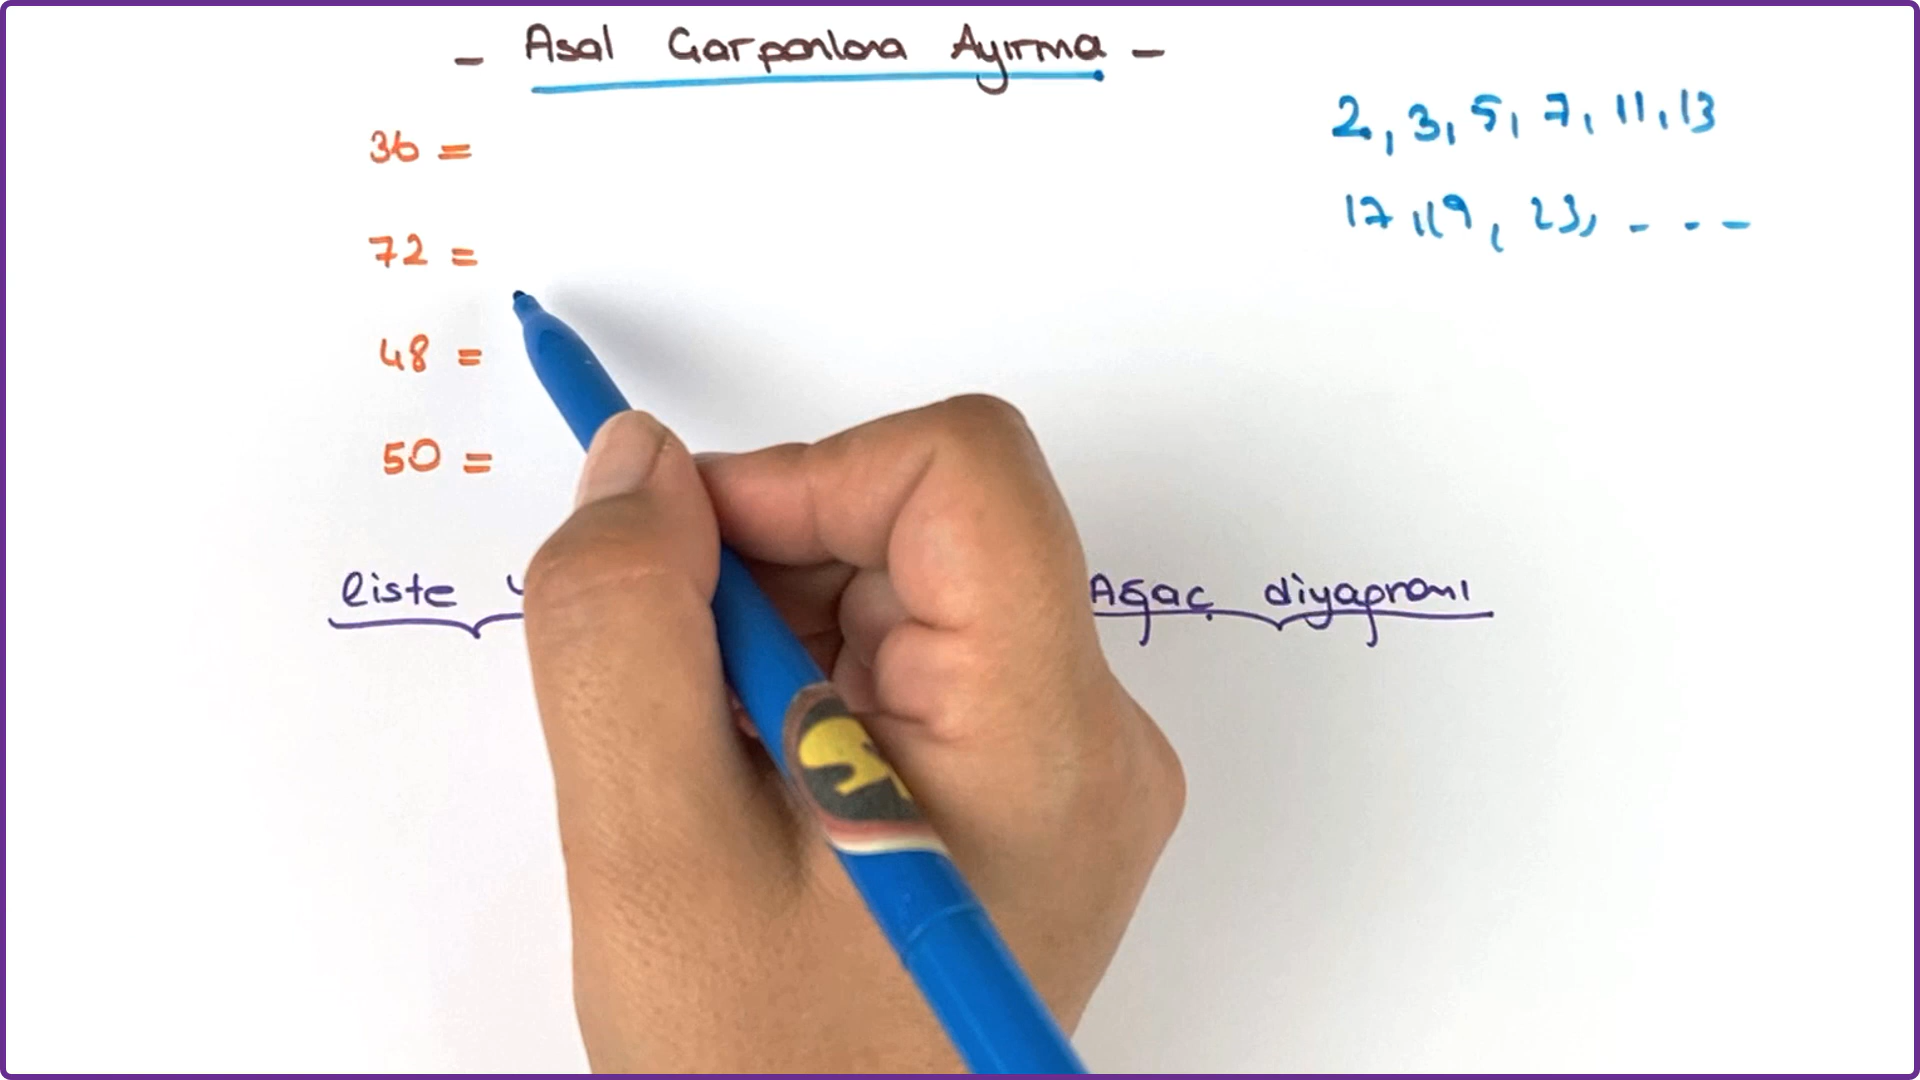 - Asal Çarpanlara Ayırma -
36 =
72 =
48 =
50 =
2, 3, 5, 7, 11, 13
17, 19, 23, - - -
liste
Ağaç diyagramı